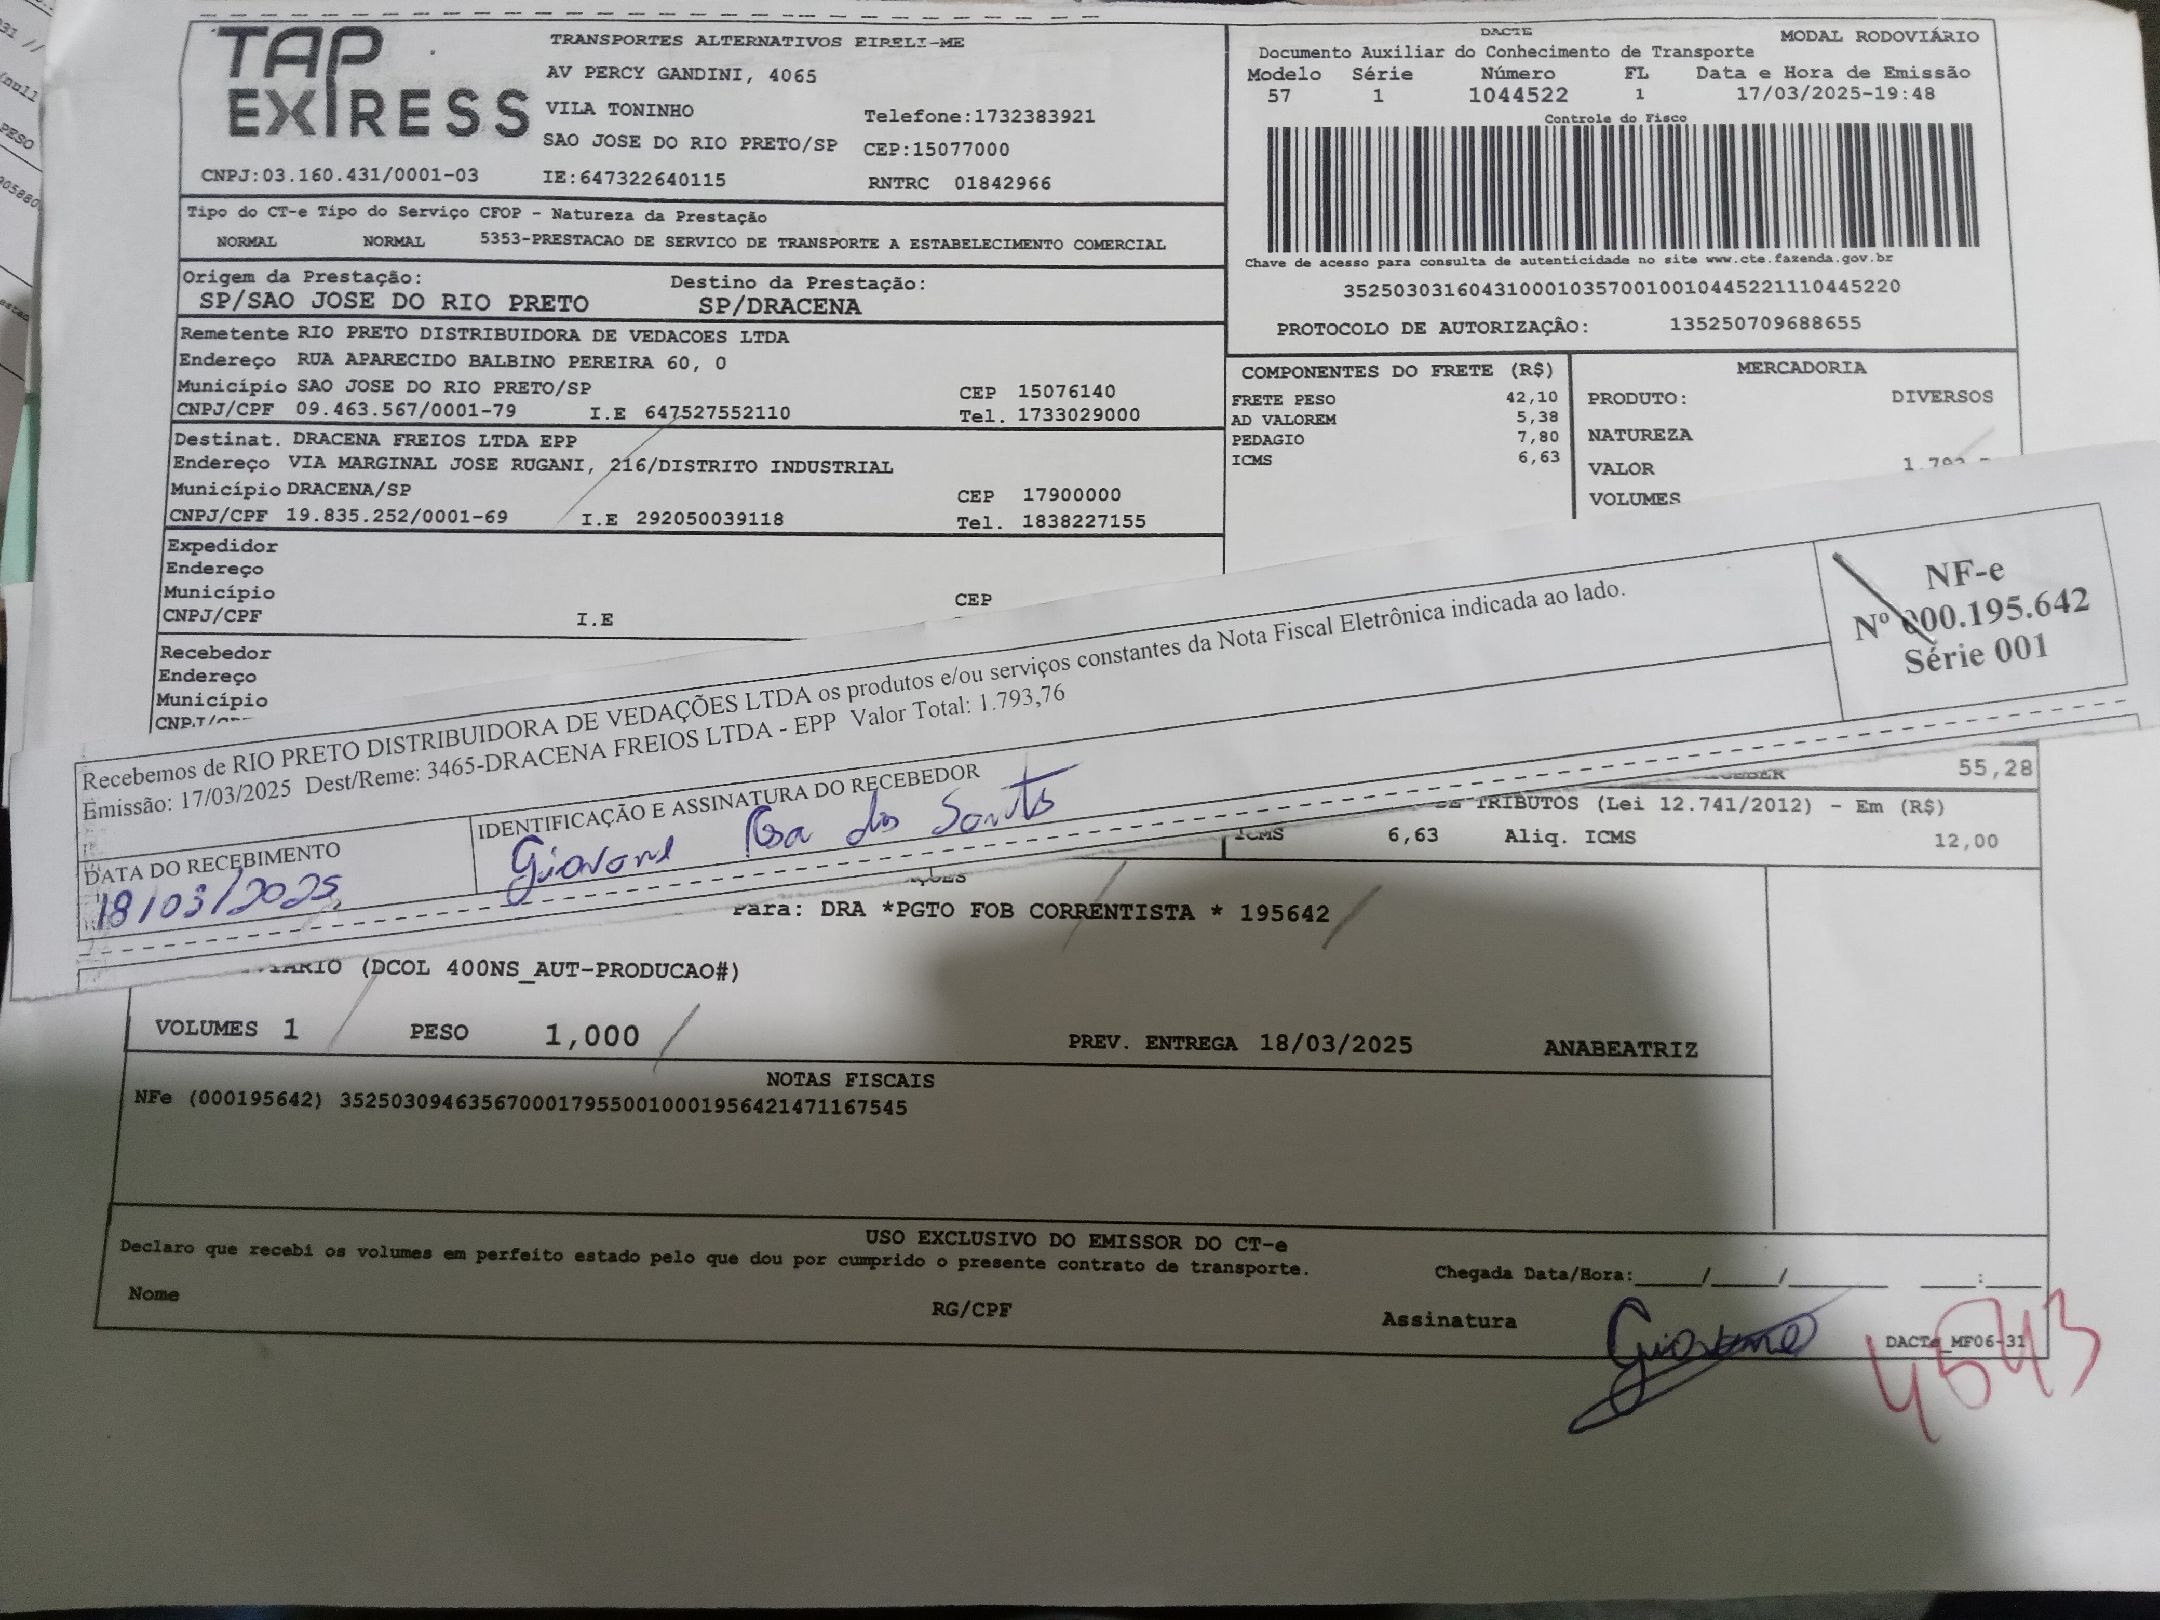 TAP EXPRESS
TRANSPORTES ALTERNATIVOS EIRELI-ME
AV PERCY GANDINI, 4065
VILA TONINHO Telefone:1732383921
SAO JOSE DO RIO PRETO/SP CEP:15077000
CNPJ:03.160.431/0001-03 IE:647322640115 RNTRC 01842966
DACTE MODAL RODOVIÁRIO
Documento Auxiliar do Conhecimento de Transporte
Modelo Série Número FL Data e Hora de Emissão
57 1 1044522 1 17/03/2025-19:48
Controle do Fisco
Chave de acesso para consulta de autenticidade no site www.cte.fazenda.gov.br
35250303160431000103570010010445221110445220
PROTOCOLO DE AUTORIZAÇÂO: 135250709688655
Tipo do CT-e Tipo do Serviço CFOP - Natureza da Prestação
NORMAL NORMAL 5353-PRESTACAO DE SERVICO DE TRANSPORTE A ESTABELECIMENTO COMERCIAL
Origem da Prestação: Destino da Prestação:
SP/SAO JOSE DO RIO PRETO SP/DRACENA
Remetente RIO PRETO DISTRIBUIDORA DE VEDACOES LTDA
Endereço RUA APARECIDO BALBINO PEREIRA 60, 0
Município SAO JOSE DO RIO PRETO/SP CEP 15076140
CNPJ/CPF 09.463.567/0001-79 I.E 647527552110 Tel. 1733029000
Destinat. DRACENA FREIOS LTDA EPP
Endereço VIA MARGINAL JOSE RUGANI, 216/DISTRITO INDUSTRIAL
Município DRACENA/SP CEP 17900000
CNPJ/CPF 19.835.252/0001-69 I.E 292050039118 Tel. 1838227155
Expedidor
Endereço
Município CEP
CNPJ/CPF I.E
Recebedor
Endereço
Município
COMPONENTES DO FRETE (R$)
FRETE PESO 42,10
AD VALOREM 5,38
PEDAGIO 7,80
ICMS 6,63
MERCADORIA
PRODUTO: DIVERSOS
NATUREZA
VALOR
VOLUMES
Recebemos de RIO PRETO DISTRIBUIDORA DE VEDAÇÕES LTDA os produtos e/ou serviços constantes da Nota Fiscal Eletrônica indicada ao lado.
Emissão: 17/03/2025 Dest/Reme: 3465-DRACENA FREIOS LTDA - EPP Valor Total: 1.793,76
DATA DO RECEBIMENTO IDENTIFICAÇÃO E ASSINATURA DO RECEBEDOR
18/03/2025 Giovone Rosa dos Santos
NF-e
Nº 000.195.642
Série 001
55,28
TRIBUTOS (Lei 12.741/2012) - Em (R$)
ICMS 6,63 Aliq. ICMS 12,00
Para: DRA *PGTO FOB CORRENTISTA * 195642
(DCOL 400NS_AUT-PRODUCAO#)
VOLUMES 1 PESO 1,000 PREV. ENTREGA 18/03/2025 ANABEATRIZ
NOTAS FISCAIS
NFe (000195642) 35250309463567000179550010001956421471167545
USO EXCLUSIVO DO EMISSOR DO CT-e
Declaro que recebi os volumes em perfeito estado pelo que dou por cumprido o presente contrato de transporte.
Chegada Data/Hora:_____/_____/________ ____:____
Nome RG/CPF Assinatura Giovone
DACTe_MF06-31
4543